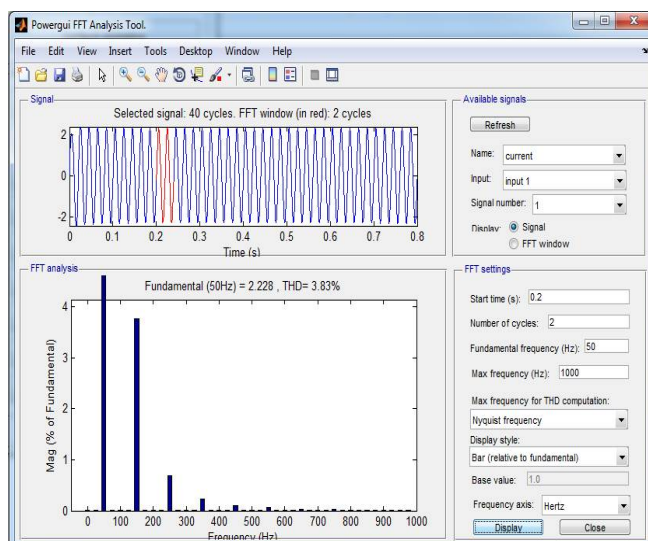 Powergui FFT Analysis Tool.
File Edit View Insert Tools Desktop Window Help
Signal
Selected signal: 40 cycles. FFT window (in red): 2 cycles
2
0
-2
0 0.1 0.2 0.3 0.4 0.5 0.6 0.7 0.8
Time (s)
FFT analysis
Fundamental (50Hz) = 2.228 , THD= 3.83%
Mag (% of Fundamental)
4
3
2
1
0
0 100 200 300 400 500 600 700 800 900 1000
Frequency (Hz)
Available signals
Refresh
Name: current
Input: input 1
Signal number: 1
Display: Signal
FFT window
FFT settings
Start time (s): 0.2
Number of cycles: 2
Fundamental frequency (Hz): 50
Max frequency (Hz): 1000
Max frequency for THD computation:
Nyquist frequency
Display style:
Bar (relative to fundamental)
Base value: 1.0
Frequency axis: Hertz
Display Close